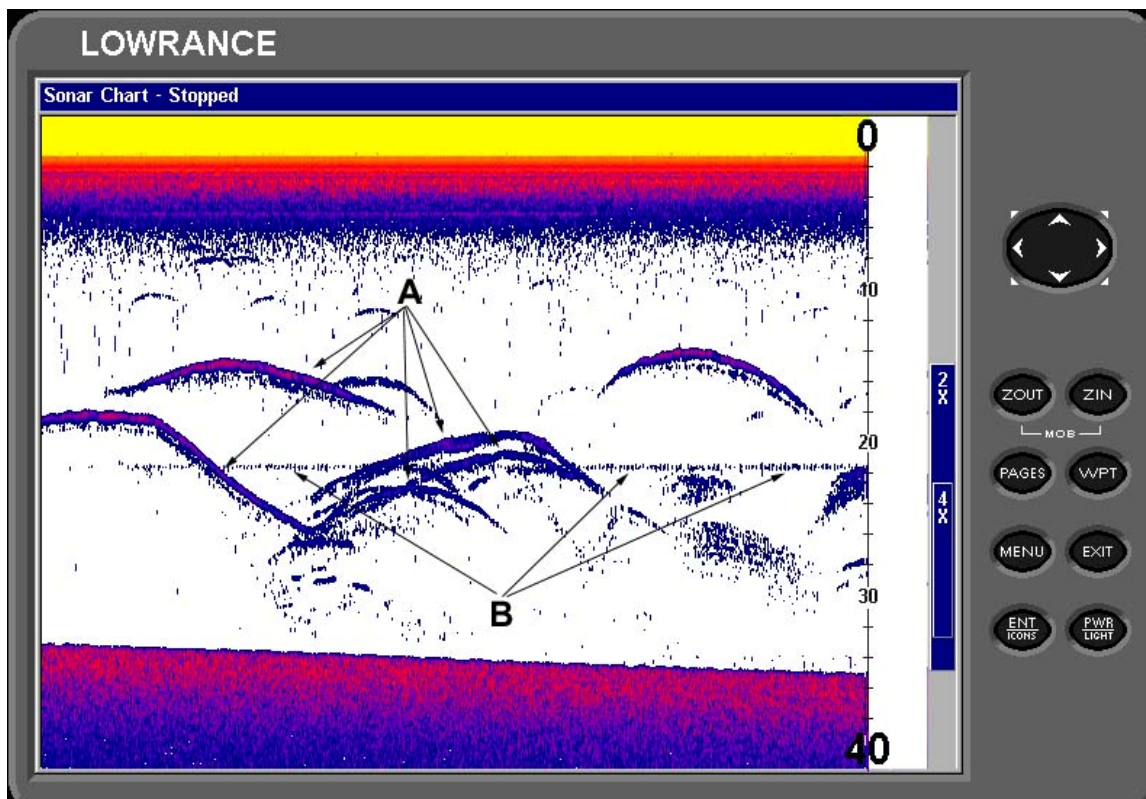 LOWRANCE
Sonar Chart - Stopped
0
A
10
2X
ZOUT ZIN
MOB
20
PAGES WPT
4X
MENU EXIT
B
30
ENT
ICONS
PWR
LIGHT
40